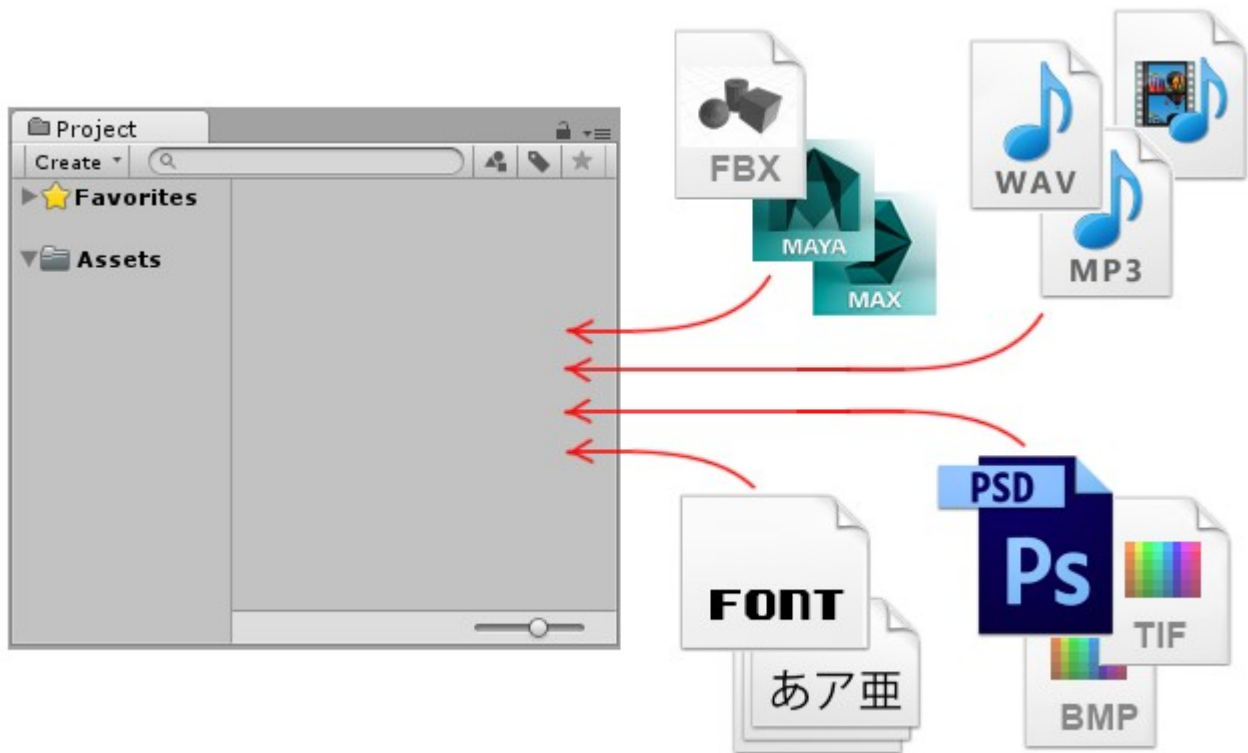 Project
Create
Favorites
Assets
FBX
MAYA
MAX
WAV
MP3
FONT
あア亜
PSD
Ps
TIF
BMP